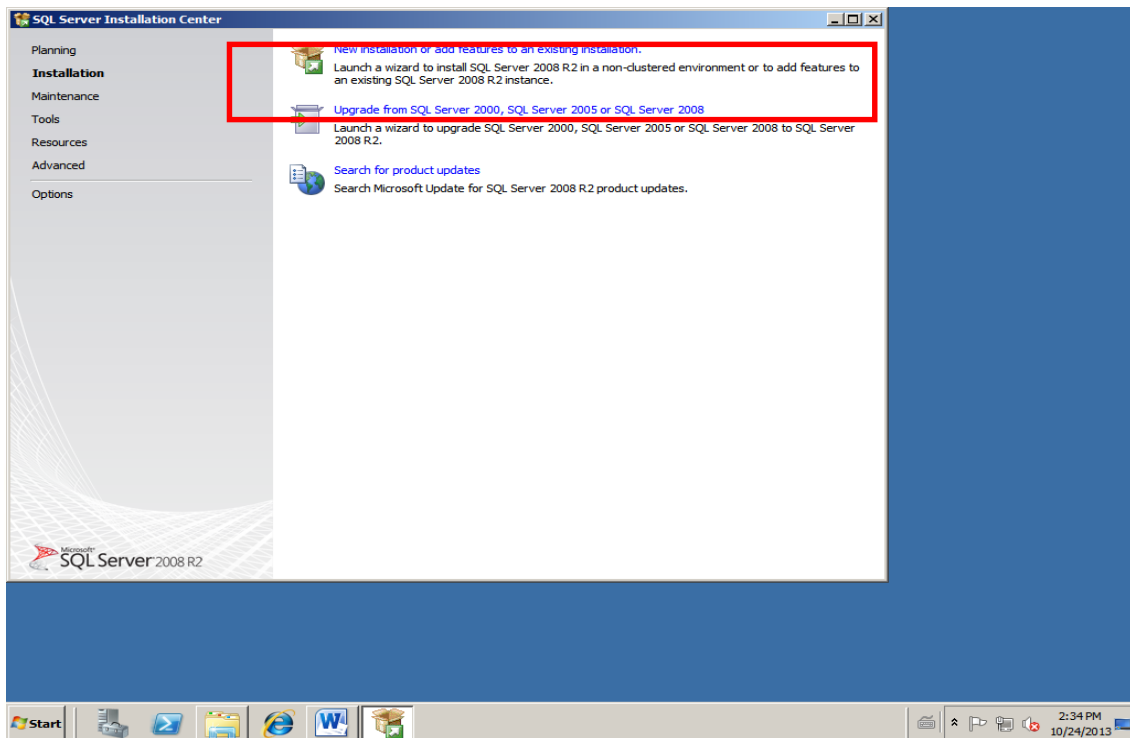 SQL Server Installation Center
Planning
Installation
Maintenance
Tools
Resources
Advanced
Options
New installation or add features to an existing installation.
Launch a wizard to install SQL Server 2008 R2 in a non-clustered environment or to add features to
an existing SQL Server 2008 R2 instance.
Upgrade from SQL Server 2000, SQL Server 2005 or SQL Server 2008
Launch a wizard to upgrade SQL Server 2000, SQL Server 2005 or SQL Server 2008 to SQL Server
2008 R2.
Search for product updates
Search Microsoft Update for SQL Server 2008 R2 product updates.
Microsoft
SQL Server 2008 R2
Start
W
2:34 PM
10/24/2013